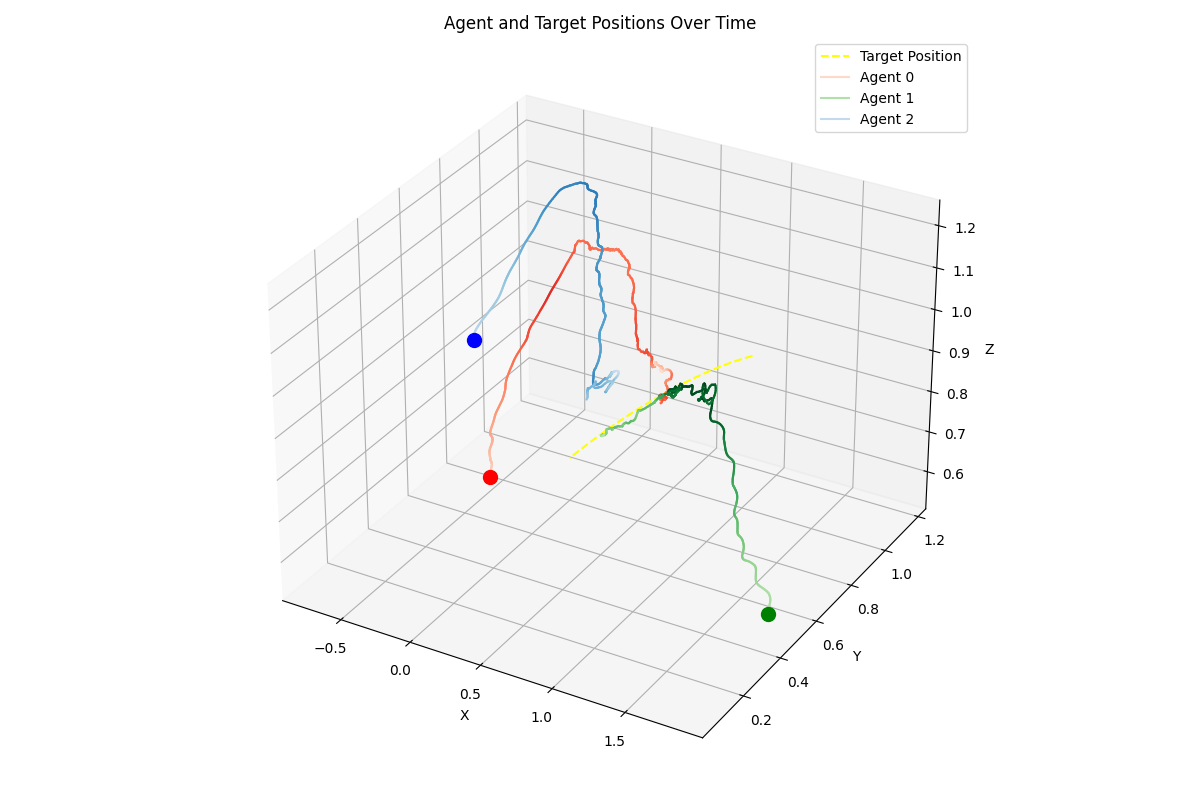 Agent and Target Positions Over Time
Target Position
Agent 0
Agent 1
Agent 2
1.2
1.1
1.0
0.9
0.8
0.7
0.6
Z
1.2
1.0
0.8
0.6
0.4
0.2
Y
−0.5
0.0
0.5
1.0
1.5
X